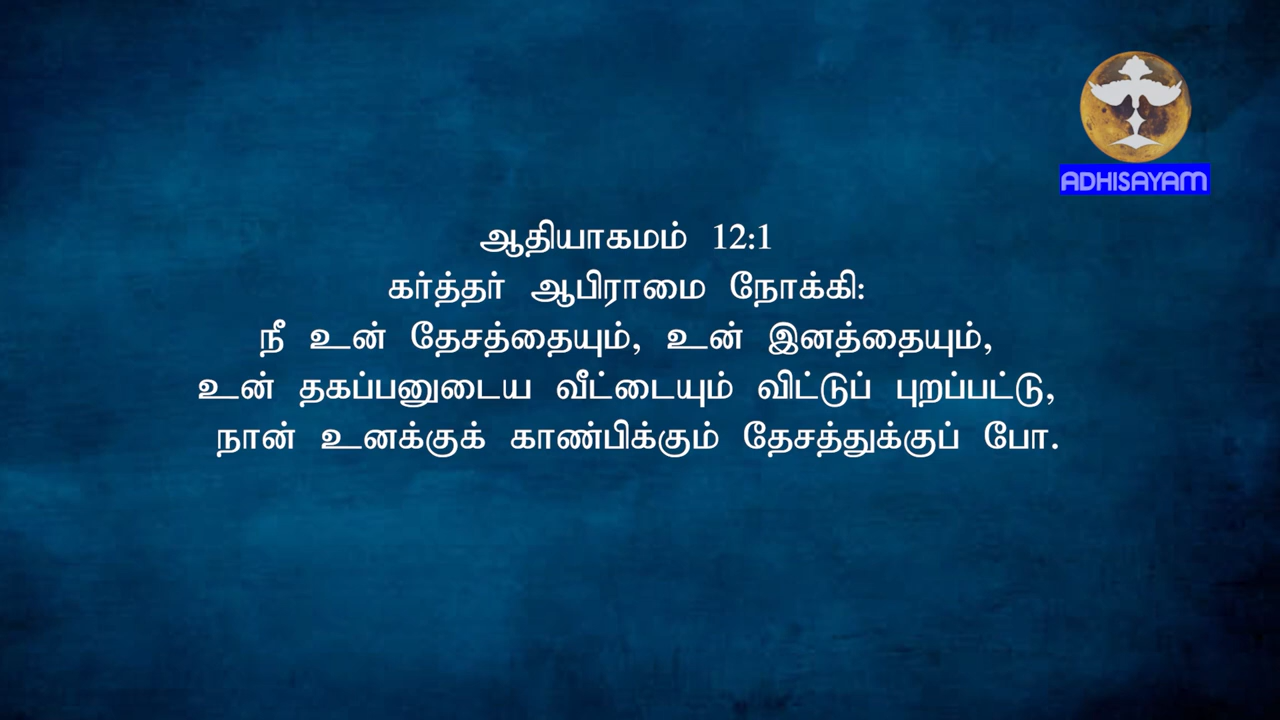 ADHISAYAM
ஆதியாகமம் 12:1
கர்த்தர் ஆபிராமை நோக்கி:
நீ உன் தேசத்தையும், உன் இனத்தையும்,
உன் தகப்பனுடைய வீட்டையும் விட்டுப் புறப்பட்டு,
நான் உனக்குக் காண்பிக்கும் தேசத்துக்குப் போ.